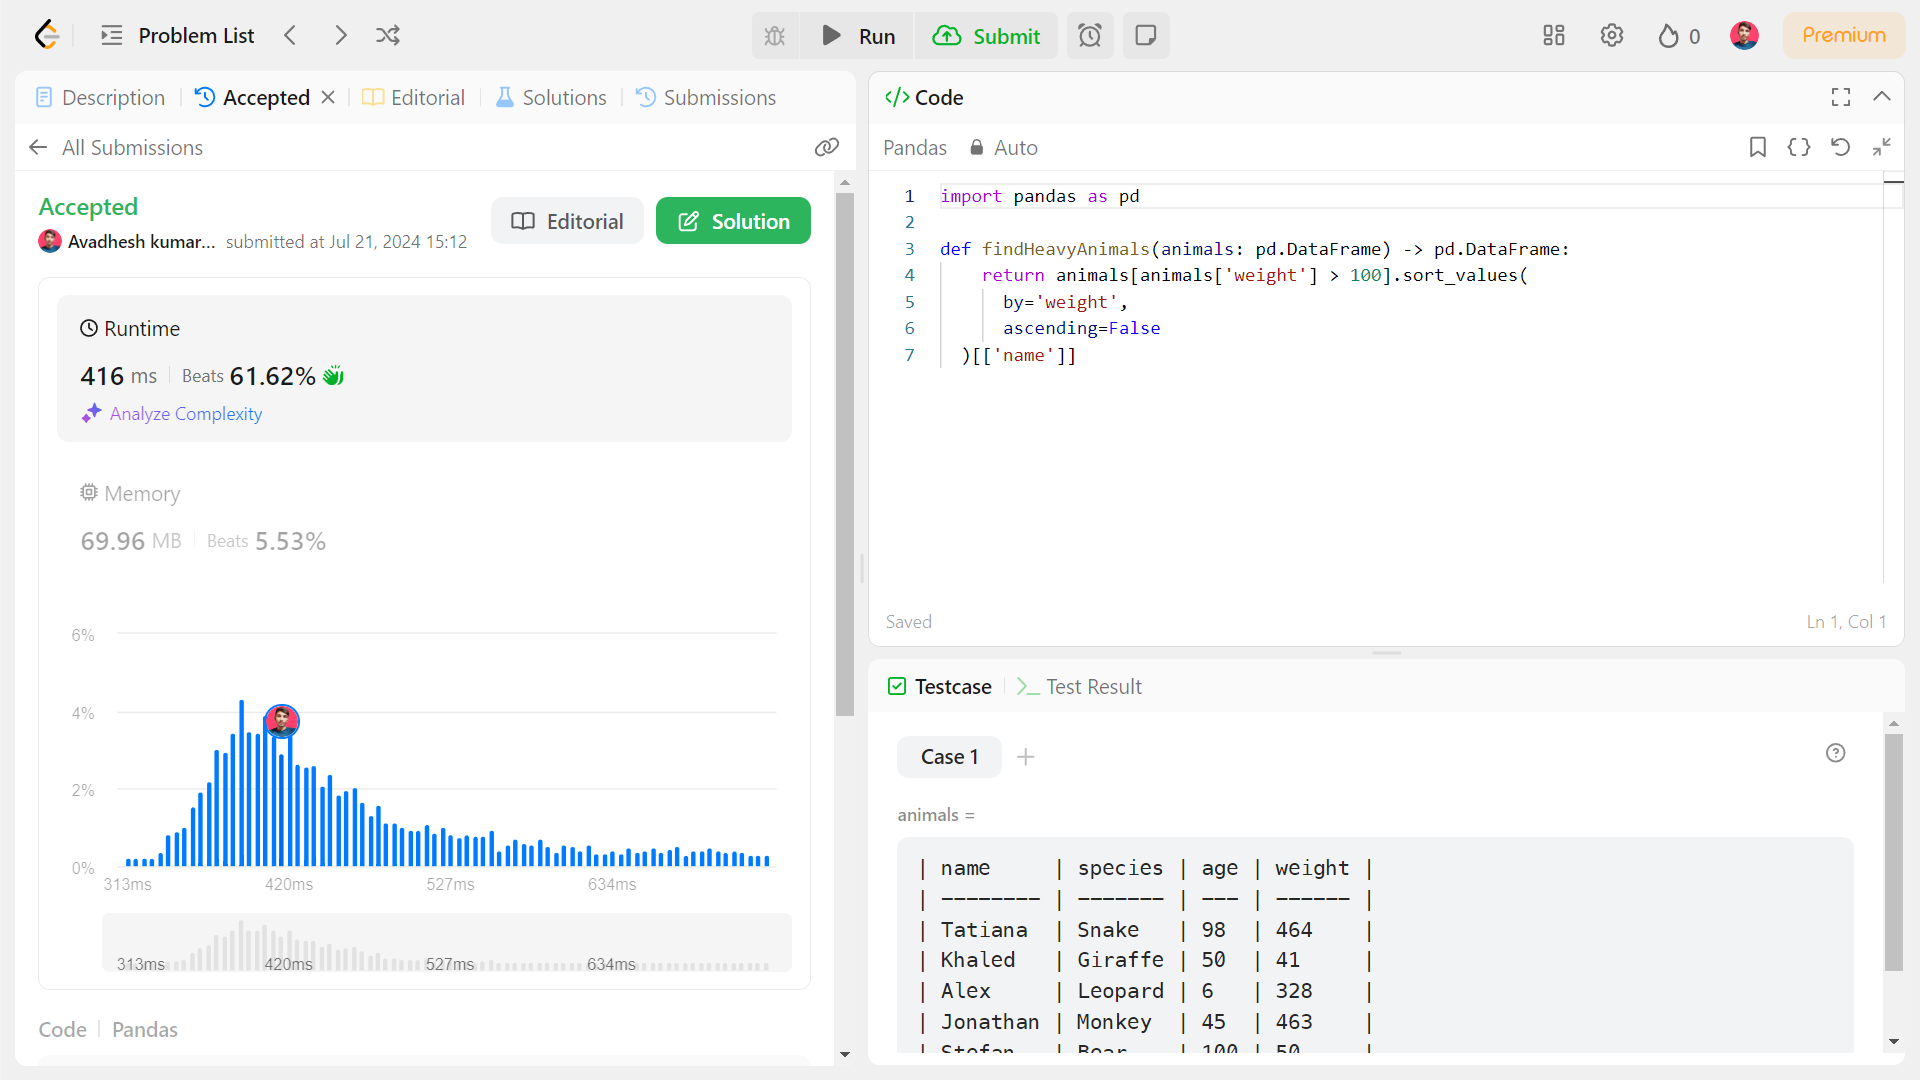 Problem List
Run
Submit
0
Premium
Description
Accepted
Editorial
Solutions
Submissions
All Submissions
Accepted
Avadhesh kumar... submitted at Jul 21, 2024 15:12
Editorial
Solution
Runtime
416 ms Beats 61.62%
Analyze Complexity
Memory
69.96 MB Beats 5.53%
6%
4%
2%
0%
313ms 420ms 527ms 634ms
313ms 420ms 527ms 634ms
Code Pandas
</> Code
Pandas Auto
1 import pandas as pd
2
3 def findHeavyAnimals(animals: pd.DataFrame) -> pd.DataFrame:
4 return animals[animals['weight'] > 100].sort_values(
5 by='weight',
6 ascending=False
7 )[['name']]
Saved
Ln 1, Col 1
Testcase
Test Result
Case 1
animals =
| name | species | age | weight |
| -------- | ------- | --- | ------ |
| Tatiana | Snake | 98 | 464 |
| Khaled | Giraffe | 50 | 41 |
| Alex | Leopard | 6 | 328 |
| Jonathan | Monkey | 45 | 463 |
| Stefan | Bear | 100 | 50 |